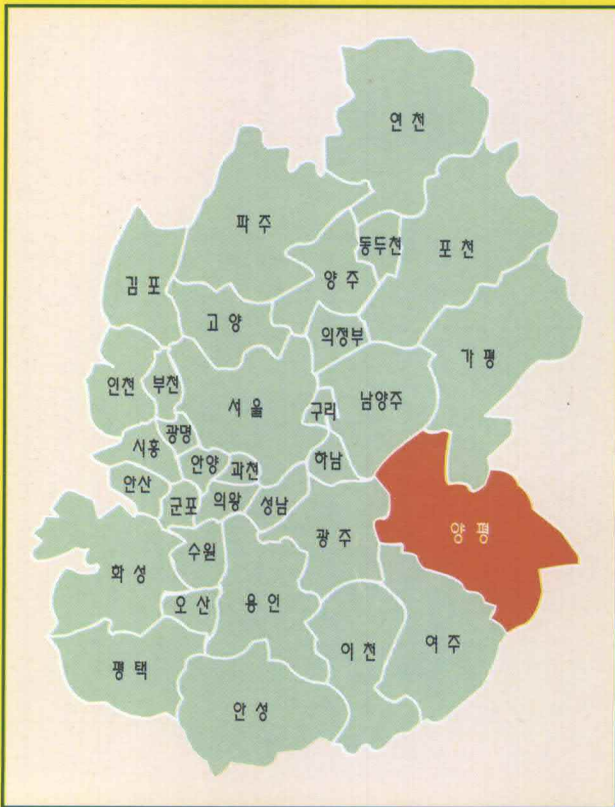 연천
파주
동두천
포천
양주
김포
고양
의정부
가평
인천
부천
서울
구리
남양주
광명
시흥
안양
과천
하남
안산
군포
의왕
성남
양평
수원
광주
화성
오산
용인
이천
여주
평택
안성